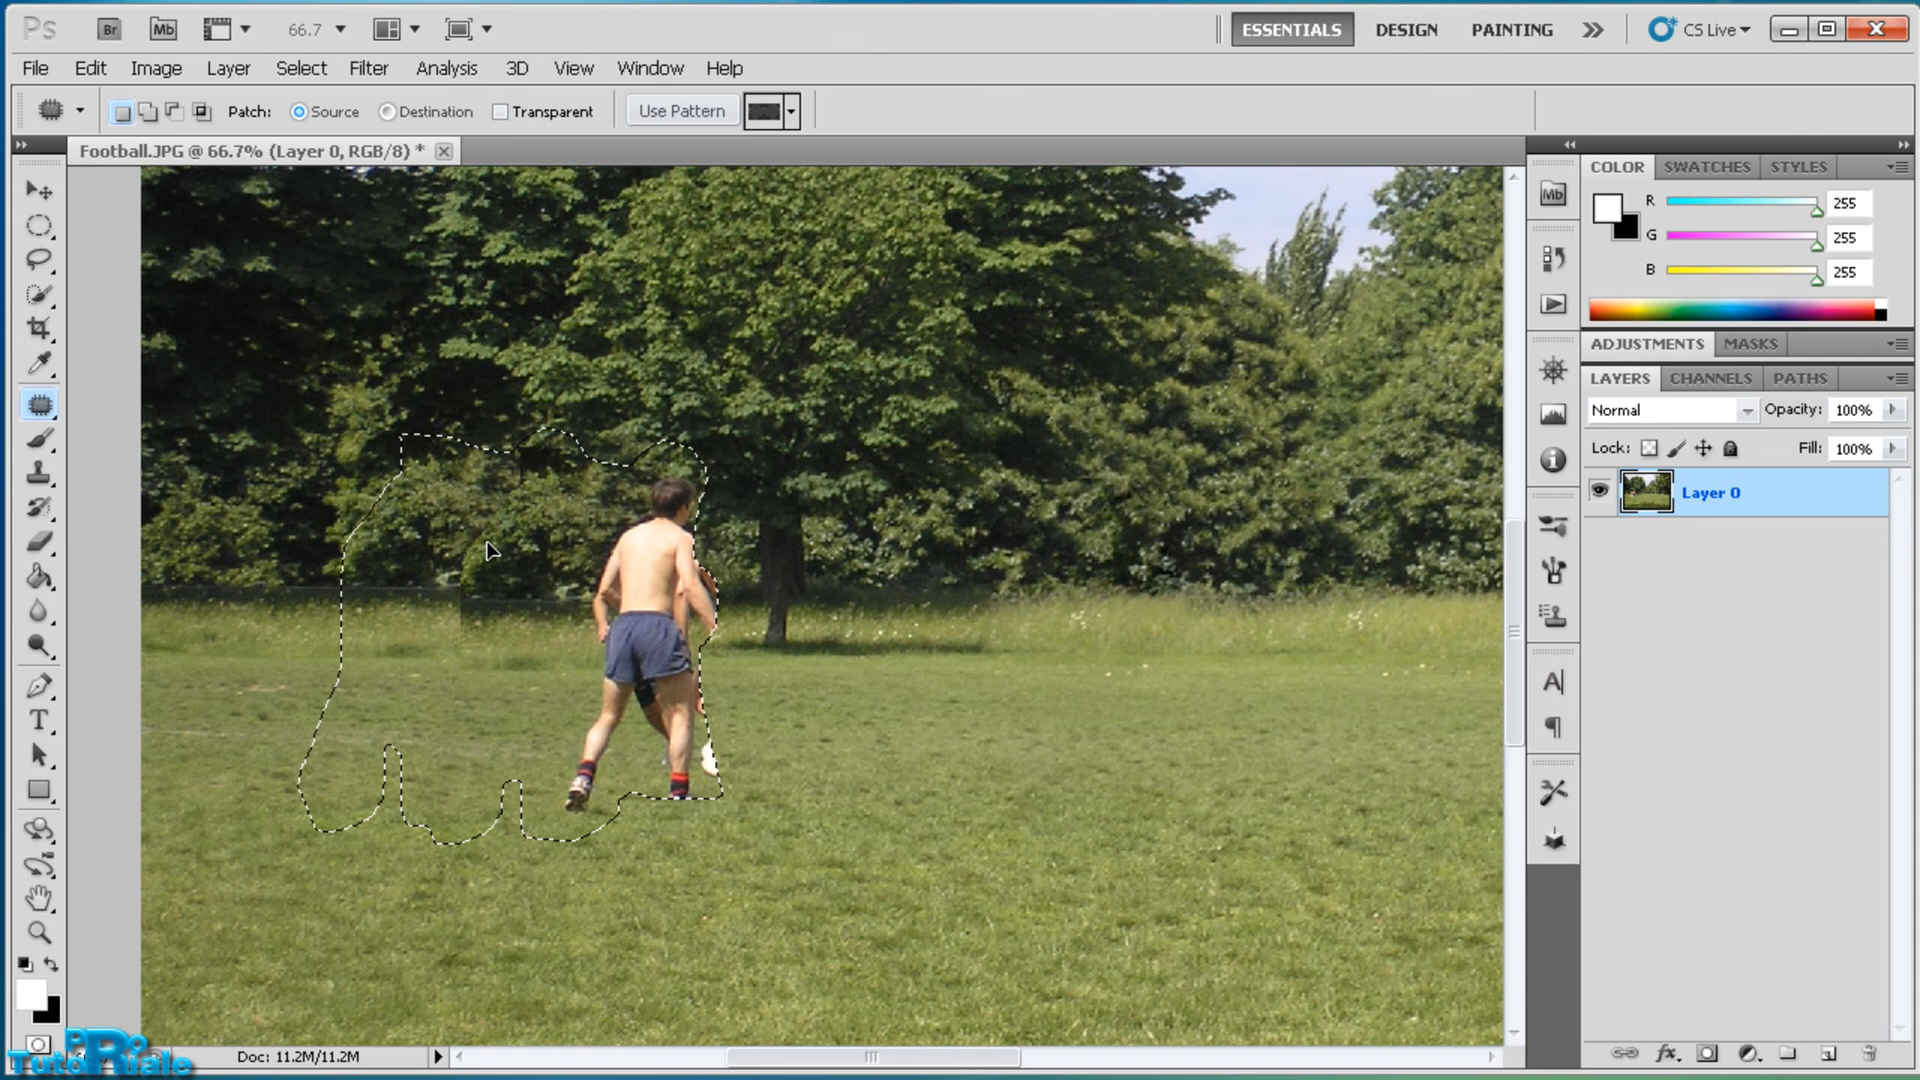 Ps Br Mb 66.7 ESSENTIALS DESIGN PAINTING CS Live
File Edit Image Layer Select Filter Analysis 3D View Window Help
Patch: Source Destination Transparent Use Pattern
Football.JPG @ 66.7% (Layer 0, RGB/8) *
COLOR SWATCHES STYLES
Mb
R 255
G 255
B 255
ADJUSTMENTS MASKS
LAYERS CHANNELS PATHS
Normal Opacity: 100%
Lock: Fill: 100%
Layer 0
Doc: 11.2M/11.2M
PRo
TutoRiale